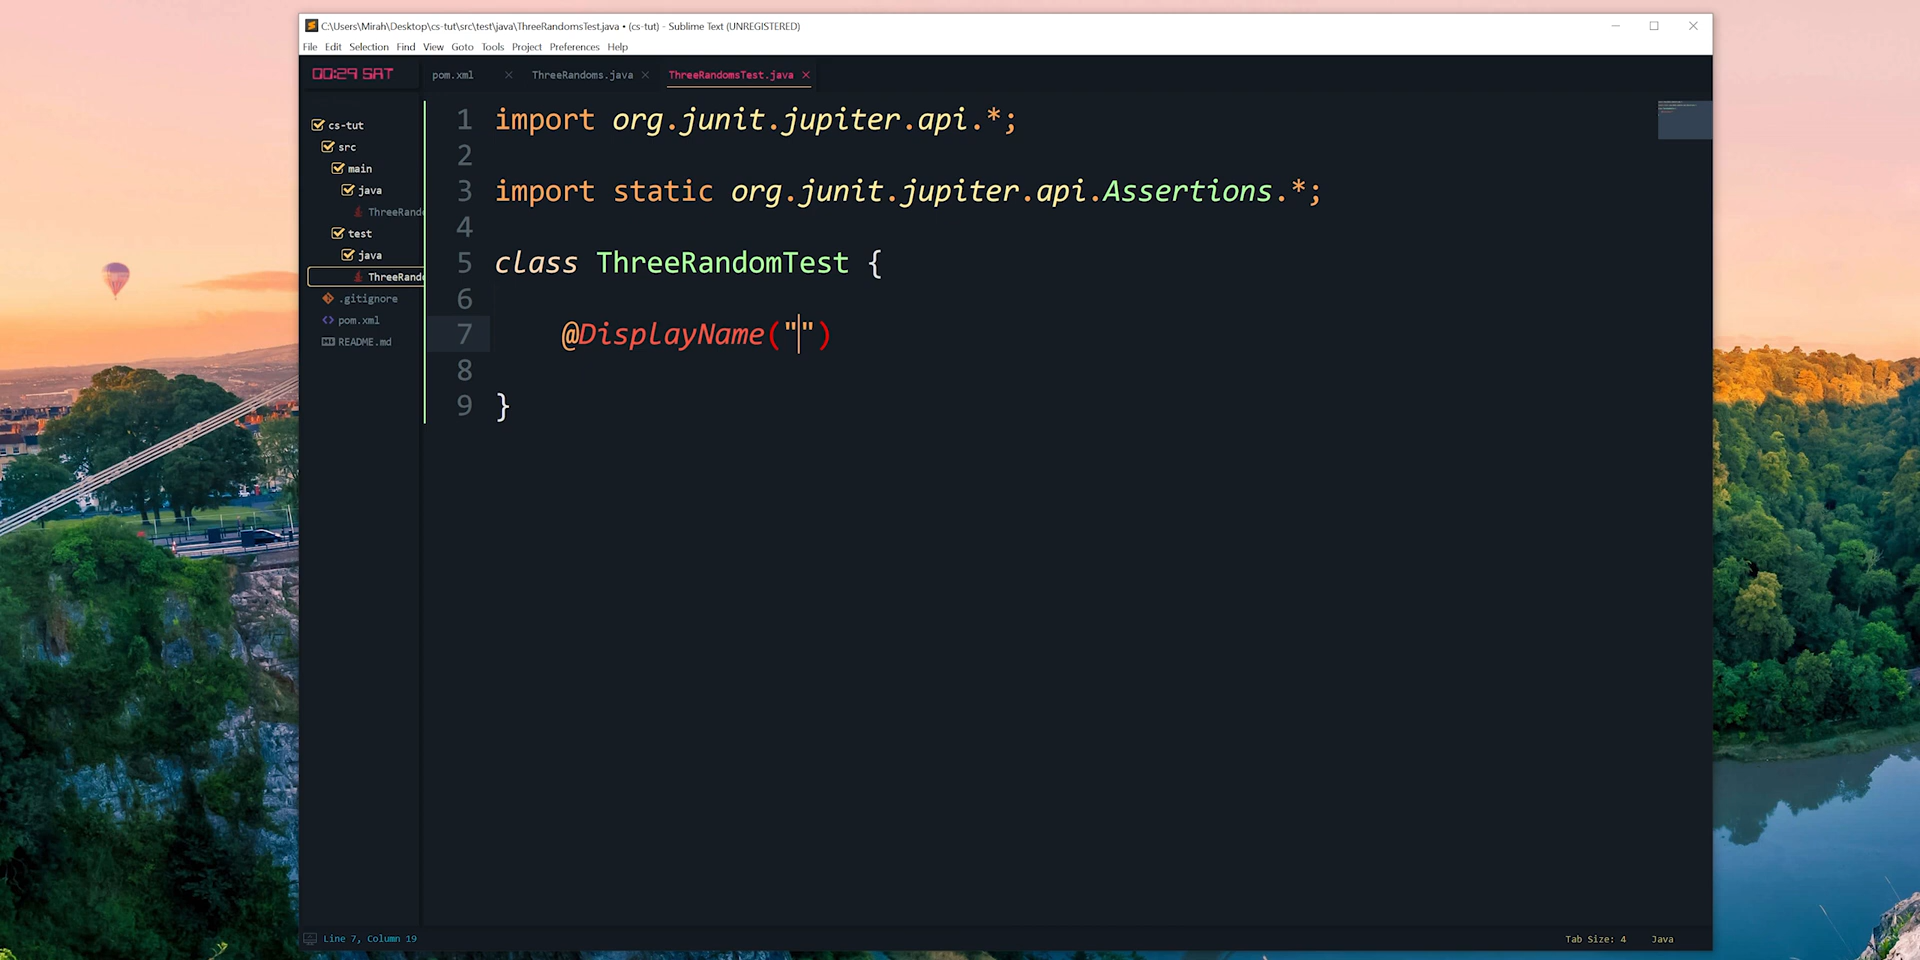 C:\Users\Mirah\Desktop\cs-tut\src\test\java\ThreeRandomsTest.java • (cs-tut) - Sublime Text (UNREGISTERED)
File Edit Selection Find View Goto Tools Project Preferences Help
00:29 SAT
pom.xml ThreeRandoms.java ThreeRandomsTest.java
cs-tut
src
main
java
ThreeRand
test
java
ThreeRand
.gitignore
pom.xml
README.md
1 import org.junit.jupiter.api.*;
2
3 import static org.junit.jupiter.api.Assertions.*;
4
5 class ThreeRandomTest {
6
7 @DisplayName("")
8
9 }
Line 7, Column 19
Tab Size: 4 Java